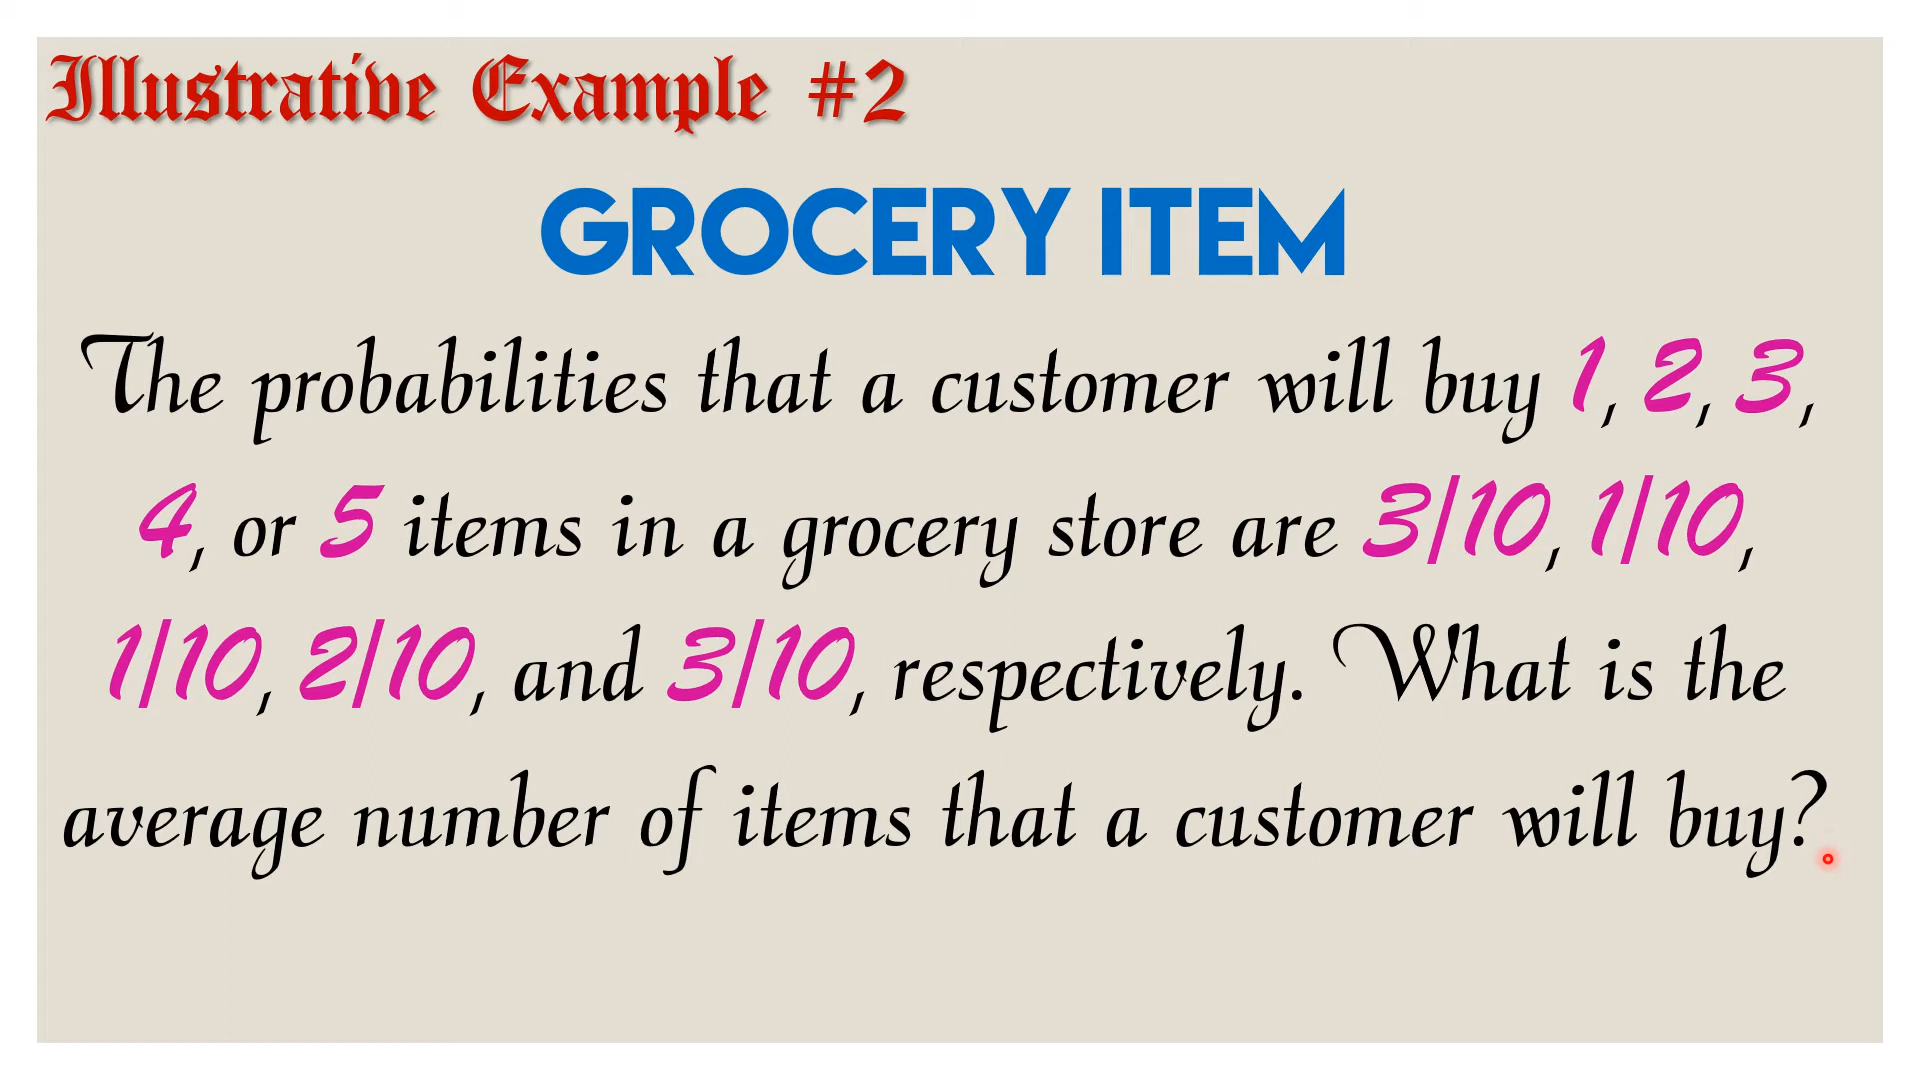 Illustrative Example #2
GROCERY ITEM
The probabilities that a customer will buy 1, 2, 3,
4, or 5 items in a grocery store are 3/10, 1/10,
1/10, 2/10, and 3/10, respectively. What is the
average number of items that a customer will buy?